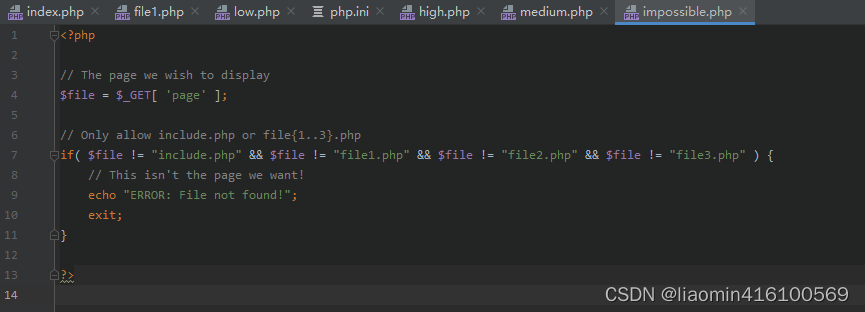 index.php file1.php low.php php.ini high.php medium.php impossible.php
1 <?php
2
3 // The page we wish to display
4 $file = $_GET[ 'page' ];
5
6 // Only allow include.php or file{1..3}.php
7 if( $file != "include.php" && $file != "file1.php" && $file != "file2.php" && $file != "file3.php" ) {
8     // This isn't the page we want!
9     echo "ERROR: File not found!";
10     exit;
11 }
12
13 ?>
14
CSDN @liaomin416100569